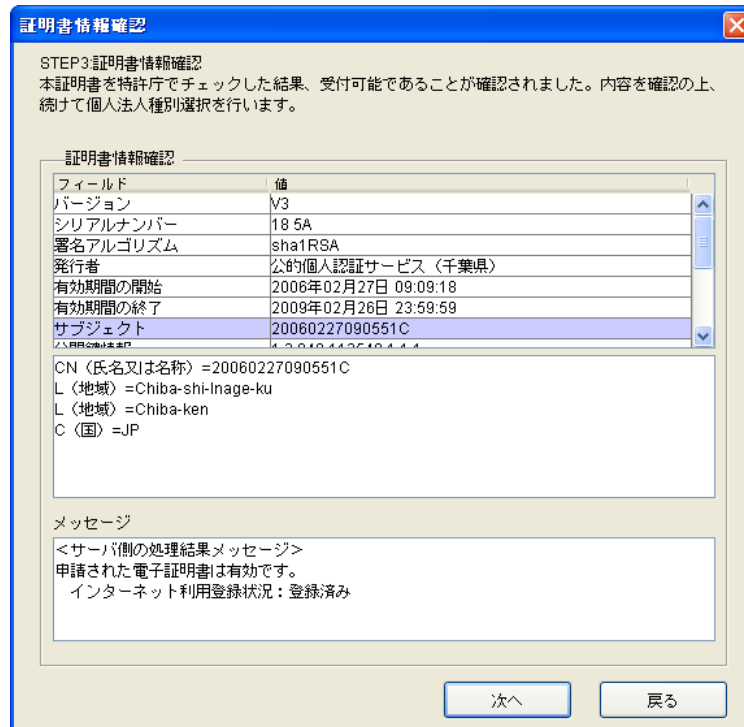 証明書情報確認
STEP3:証明書情報確認
本証明書を特許庁でチェックした結果、受付可能であることが確認されました。内容を確認の上、
続けて個人法人種別選択を行います。
証明書情報確認
フィールド 値
バージョン V3
シリアルナンバー 18 5A
署名アルゴリズム sha1RSA
発行者 公的個人認証サービス（千葉県）
有効期間の開始 2006年02月27日 09:09:18
有効期間の終了 2009年02月26日 23:59:59
サブジェクト 20060227090551C
CN（氏名又は名称）=20060227090551C
L（地域）=Chiba-shi-Inage-ku
L（地域）=Chiba-ken
C（国）=JP
メッセージ
<サーバ側の処理結果メッセージ>
申請された電子証明書は有効です。
インターネット利用登録状況：登録済み
次へ 戻る